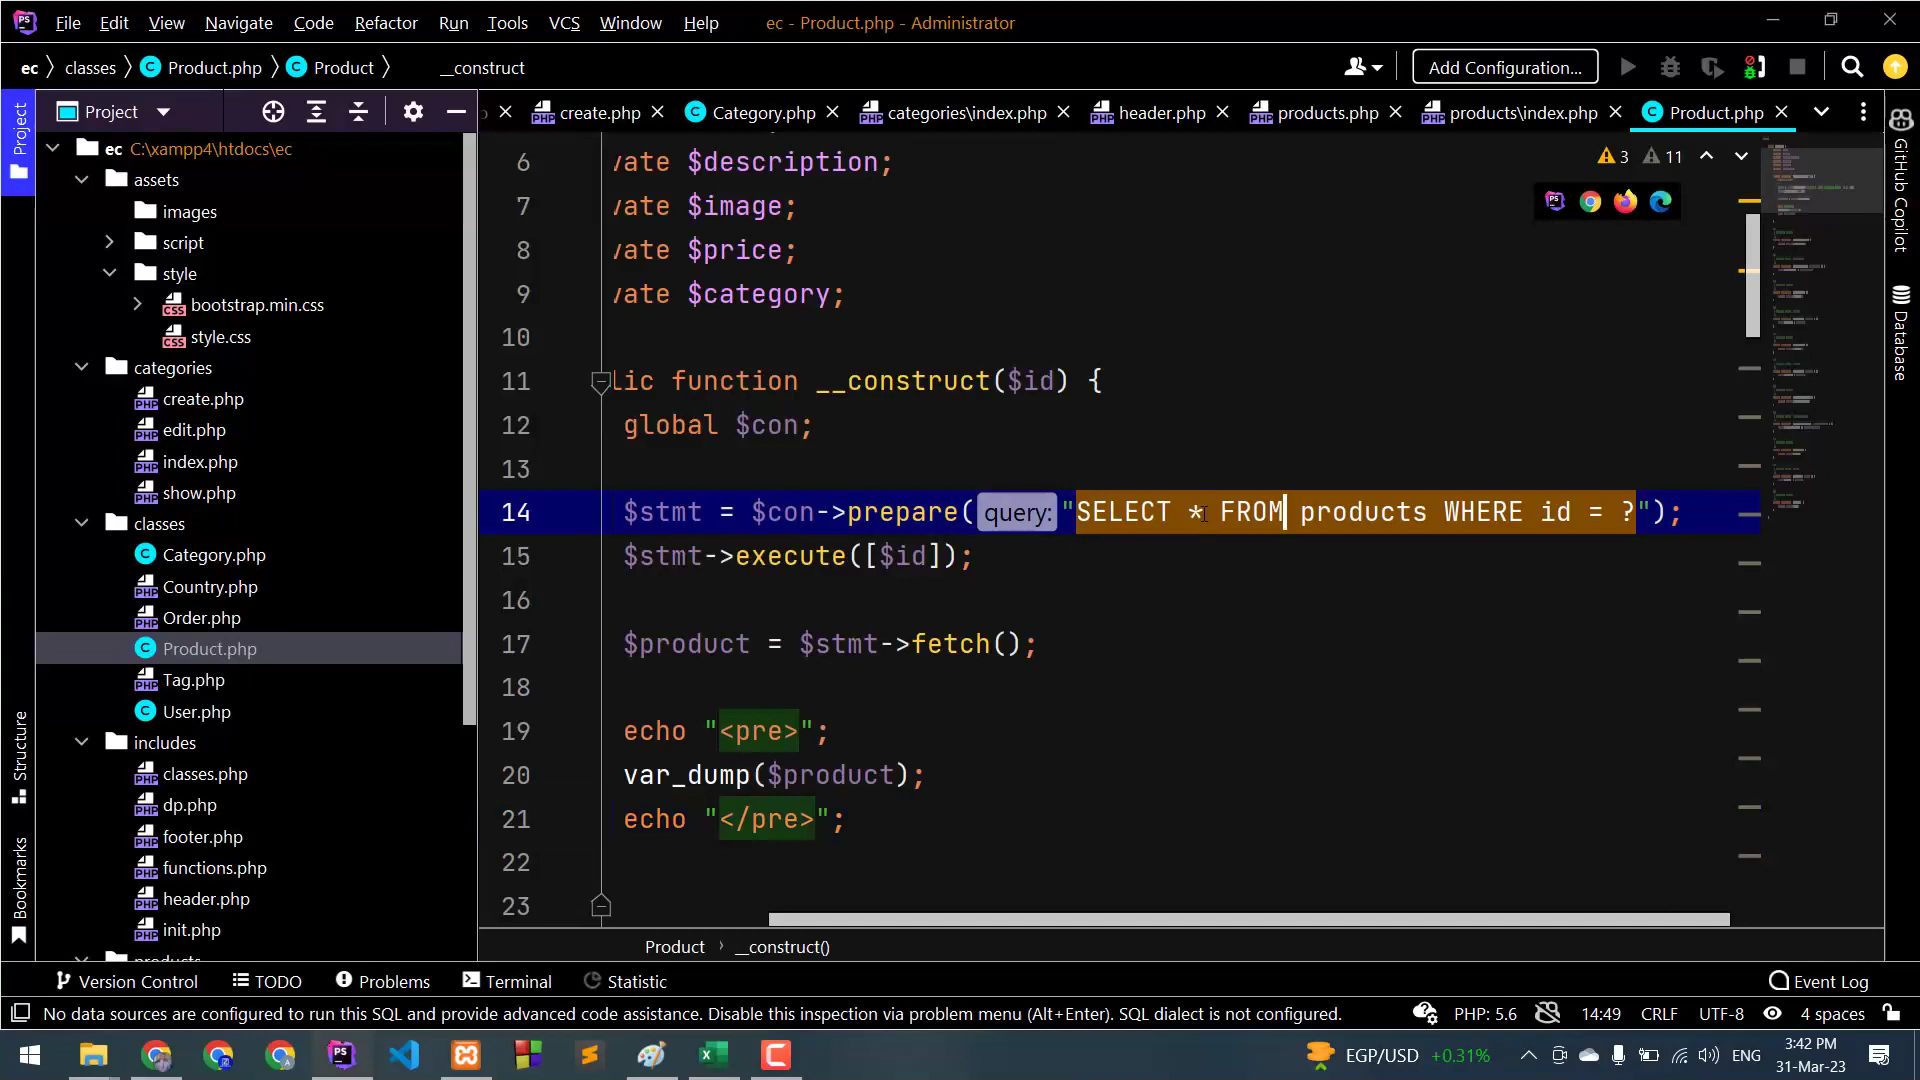 File Edit View Navigate Code Refactor Run Tools VCS Window Help ec - Product.php - Administrator
ec classes Product.php Product __construct Add Configuration...
Project
create.php Category.php categories\index.php header.php products.php products\index.php Product.php
ec C:\xampp4\htdocs\ec
assets
images
script
style
bootstrap.min.css
style.css
categories
create.php
edit.php
index.php
show.php
classes
Category.php
Country.php
Order.php
Product.php
Tag.php
User.php
includes
classes.php
dp.php
footer.php
functions.php
header.php
init.php
products
Project
Structure
Bookmarks
3 11
6 vate $description;
7 vate $image;
8 vate $price;
9 vate $category;
10
11 lic function __construct($id) {
12 global $con;
13
14 $stmt = $con->prepare( query: "SELECT * FROM products WHERE id = ?");
15 $stmt->execute([$id]);
16
17 $product = $stmt->fetch();
18
19 echo "<pre>";
20 var_dump($product);
21 echo "</pre>";
22
23
GitHub Copilot
Database
Product __construct()
Version Control TODO Problems Terminal Statistic Event Log
No data sources are configured to run this SQL and provide advanced code assistance. Disable this inspection via problem menu (Alt+Enter). SQL dialect is not configured. PHP: 5.6 14:49 CRLF UTF-8 4 spaces
EGP/USD +0.31% ENG 3:42 PM
31-Mar-23